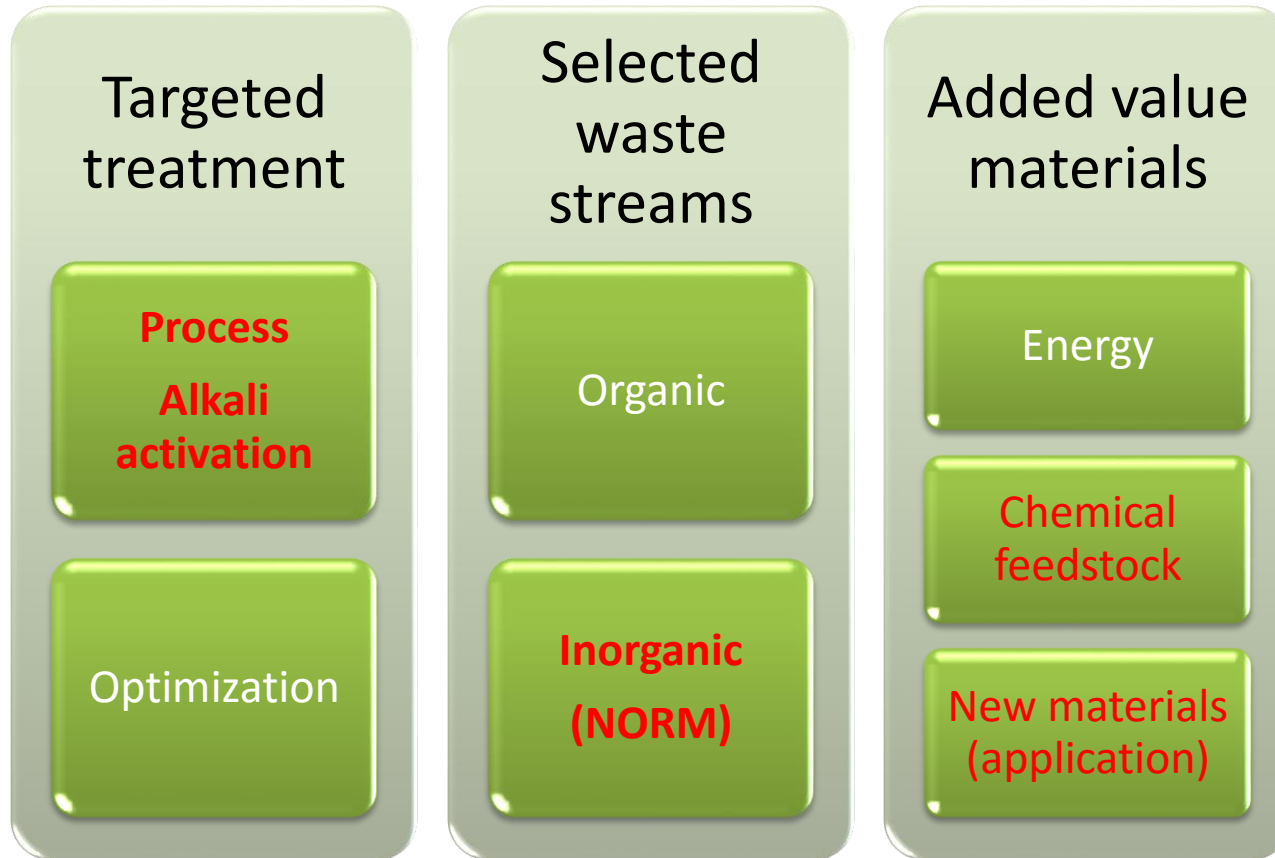 Targeted
treatment
Process
Alkali
activation
Optimization
Selected
waste
streams
Organic
Inorganic
(NORM)
Added value
materials
Energy
Chemical
feedstock
New materials
(application)